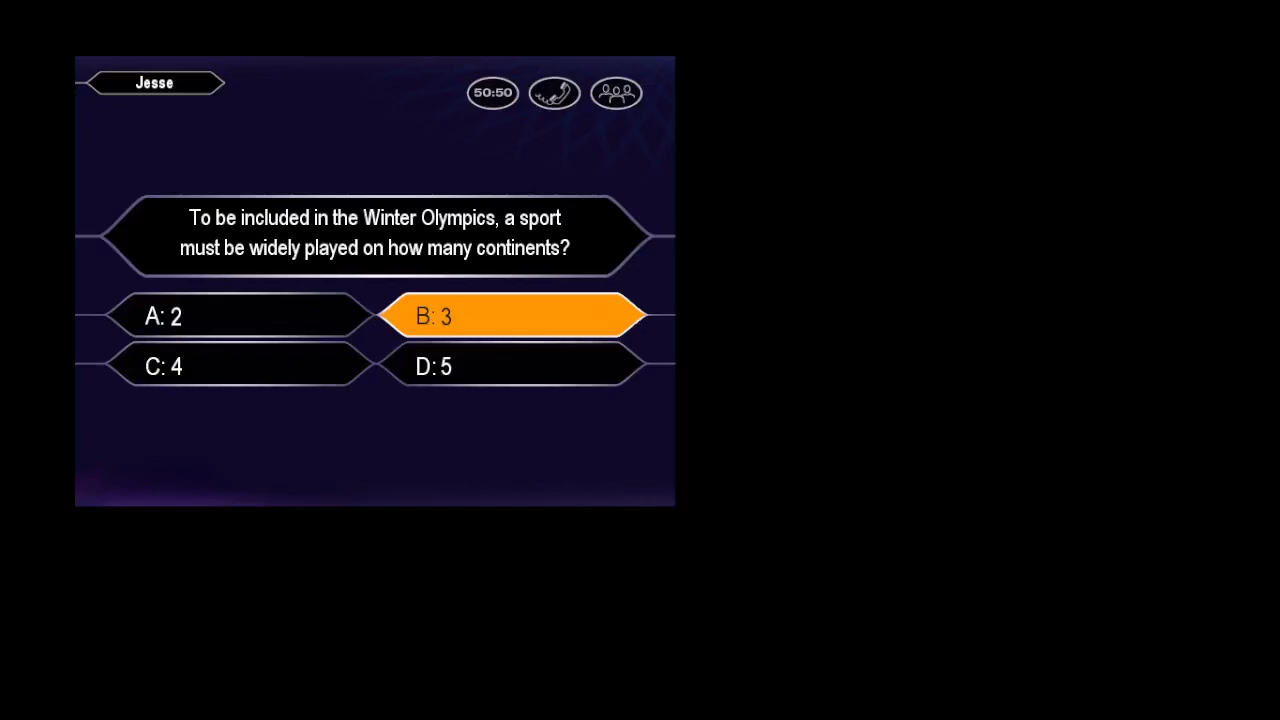 Jesse
50:50
To be included in the Winter Olympics, a sport
must be widely played on how many continents?
A: 2
B: 3
C: 4
D: 5